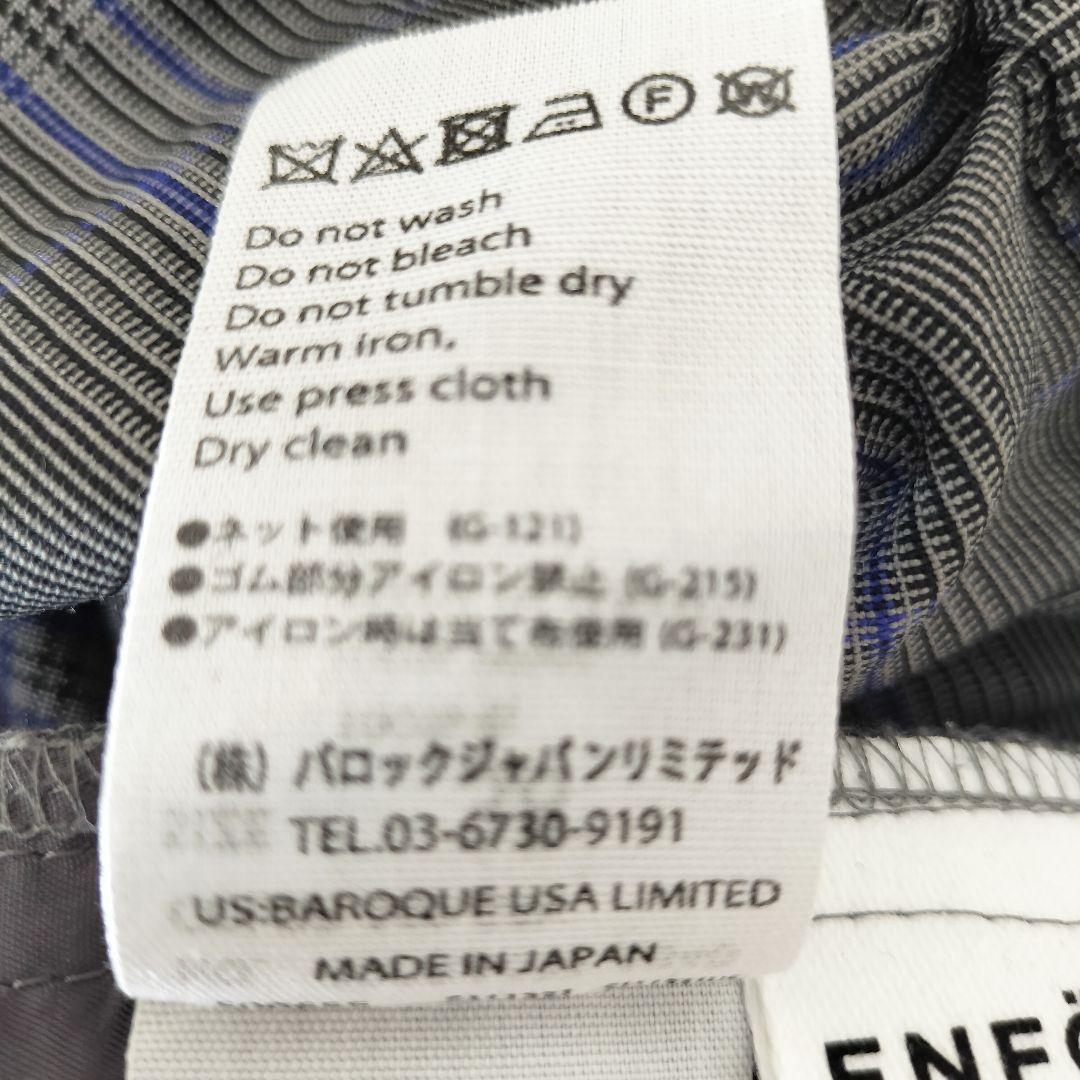 F W
Do not wash
Do not bleach
Do not tumble dry
Warm iron,
Use press cloth
Dry clean
●ネット使用 (G-121)
●ゴム部分アイロン禁止 (G-215)
●アイロン時は当て布使用 (G-231)
(株) バロックジャパンリミテッド
TEL.03-6730-9191
US:BAROQUE USA LIMITED
MADE IN JAPAN